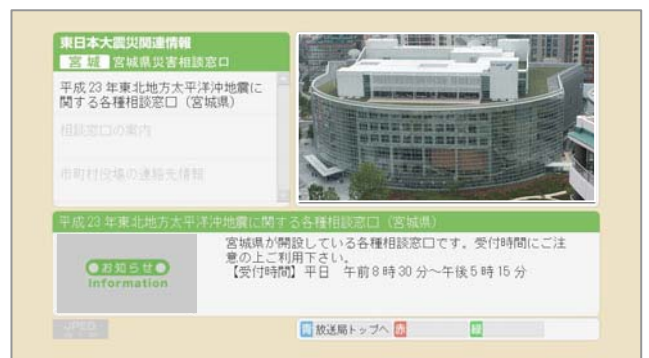 東日本大震災関連情報
宮 城 宮城県災害相談窓口
平成23年東北地方太平洋沖地震に
関する各種相談窓口（宮城県）
相談窓口の案内
市町村役場の連絡先情報
平成23年東北地方太平洋沖地震に関する各種相談窓口（宮城県）
●お知らせ●
Information
宮城県が開設している各種相談窓口です。受付時間にご注
意の上ご利用下さい。
【受付時間】平日　午前8時30分～午後5時15分
青 放送局トップへ 赤 緑